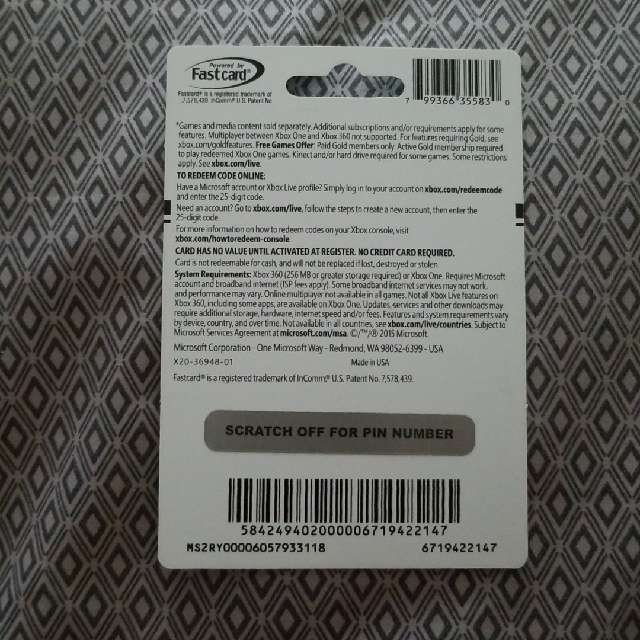 Powered by
Fastcard®
Fastcard® is a registered trademark of
7,578,439. InComm® U.S. Patent No.
7 99366 35583 0
*Games and media content sold separately. Additional subscriptions and/or requirements apply for some
features. Multiplayer between Xbox One and Xbox 360 not supported. For features requiring Gold, see
xbox.com/goldfeatures. Free Games Offer: Paid Gold members only. Active Gold membership required
to play redeemed Xbox One games. Kinect and/or hard drive required for some games. Some restrictions
apply. See xbox.com/live.
TO REDEEM CODE ONLINE:
Have a Microsoft account or Xbox Live profile? Simply log in to your account on xbox.com/redeemcode
and enter the 25-digit code.
Need an account? Go to xbox.com/live, follow the steps to create a new account, then enter the
25-digit code.
For more information on how to redeem codes on your Xbox console, visit
xbox.com/howtoredeem-console.
CARD HAS NO VALUE UNTIL ACTIVATED AT REGISTER. NO CREDIT CARD REQUIRED.
Card is not redeemable for cash, and will not be replaced if lost, destroyed or stolen.
System Requirements: Xbox 360 (256 MB or greater storage required) or Xbox One. Requires Microsoft
account and broadband internet (ISP fees apply). Some broadband internet services may not work,
and performance may vary. Online multiplayer not available in all games. Not all Xbox Live features on
Xbox 360, including some apps, are available on Xbox One. Updates, services and other downloads may
require additional storage, hardware, internet speed and/or fees. Features and system requirements vary
by device, country, and over time. Not available in all countries, see xbox.com/live/countries. Subject to
Microsoft Services Agreement at microsoft.com/msa. ©/™/® 2015 Microsoft.
Microsoft Corporation - One Microsoft Way - Redmond, WA 98052-6399 - USA
X20-36948-01 Made in USA
Fastcard® is a registered trademark of InComm® U.S. Patent No. 7,578,439.
SCRATCH OFF FOR PIN NUMBER
5842494020000006719422147
MS2RY00006057933118 6719422147